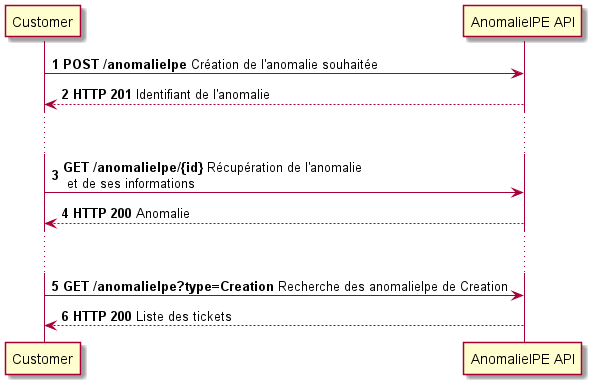 Customer
AnomalieIPE API
1 POST /anomalieIpe Création de l'anomalie souhaitée
2 HTTP 201 Identifiant de l'anomalie
3 GET /anomalieIpe/{id} Récupération de l'anomalie
et de ses informations
4 HTTP 200 Anomalie
5 GET /anomalieIpe?type=Creation Recherche des anomalieIpe de Creation
6 HTTP 200 Liste des tickets
Customer
AnomalieIPE API